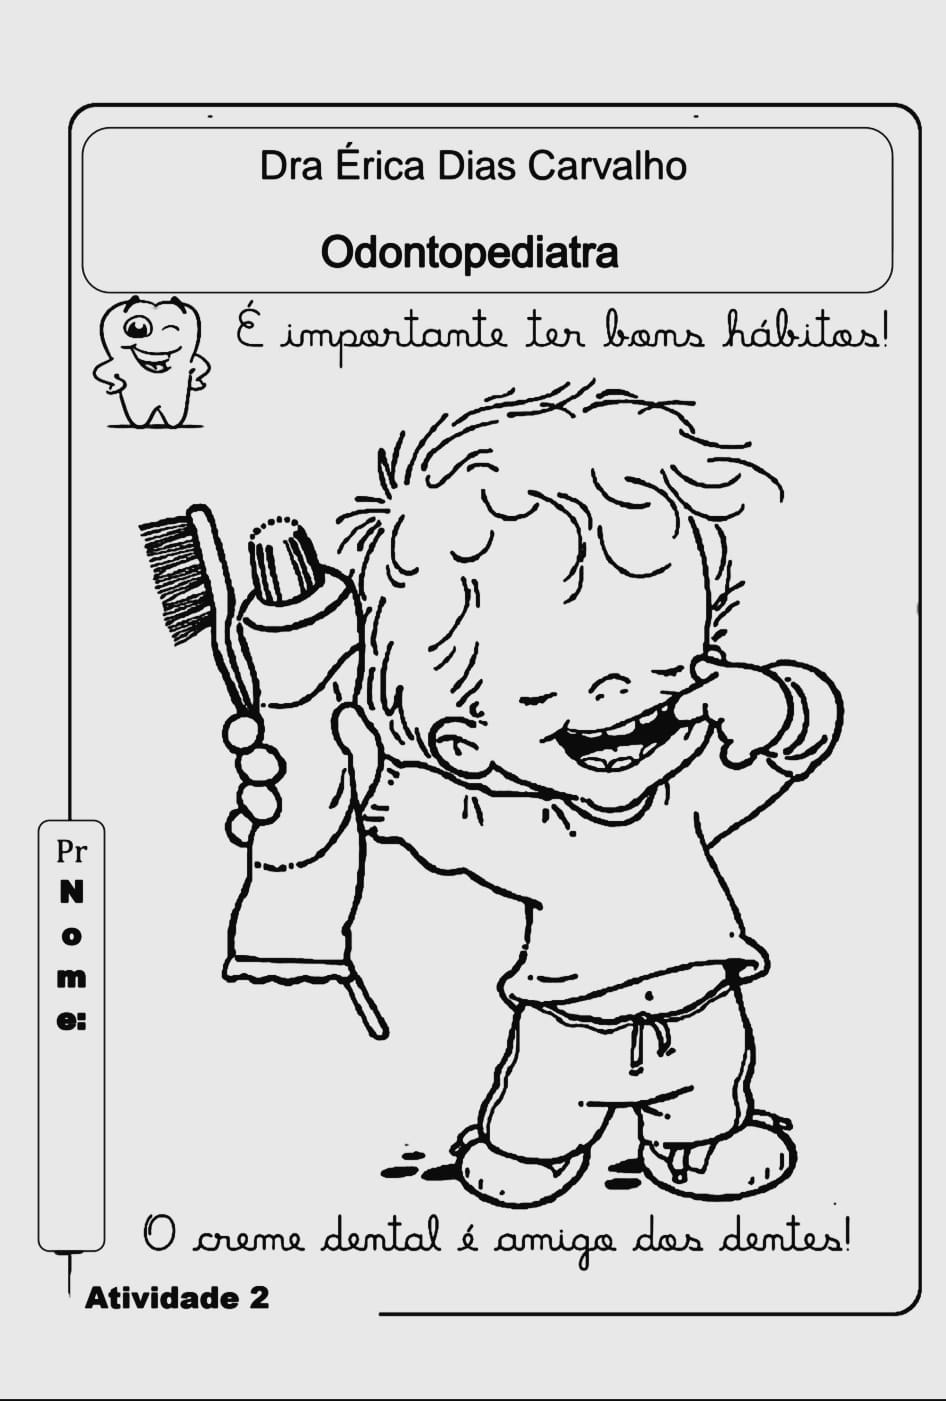 Dra Érica Dias Carvalho
Odontopediatra
É importante ter bons hábitos!
Pr
N
o
m
e:
O creme dental é amigo dos dentes!
Atividade 2